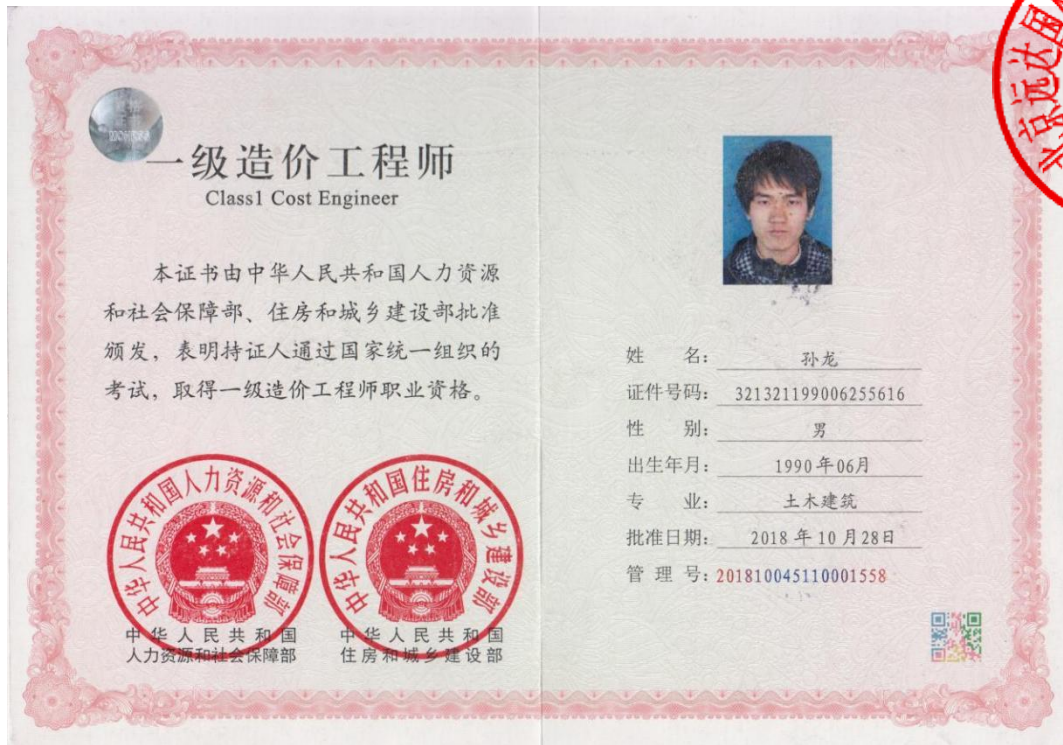 一级造价工程师
Class1 Cost Engineer
本证书由中华人民共和国人力资源
和社会保障部、住房和城乡建设部批准
颁发，表明持证人通过国家统一组织的
考试，取得一级造价工程师职业资格。
中华人民共和国人力资源和社会保障部
中华人民共和国住房和城乡建设部
中华人民共和国
人力资源和社会保障部
中华人民共和国
住房和城乡建设部
姓名：孙龙
证件号码：321321199006255616
性别：男
出生年月：1990年06月
专业：土木建筑
批准日期：2018年10月28日
管理号：201810045110001558
京远达国